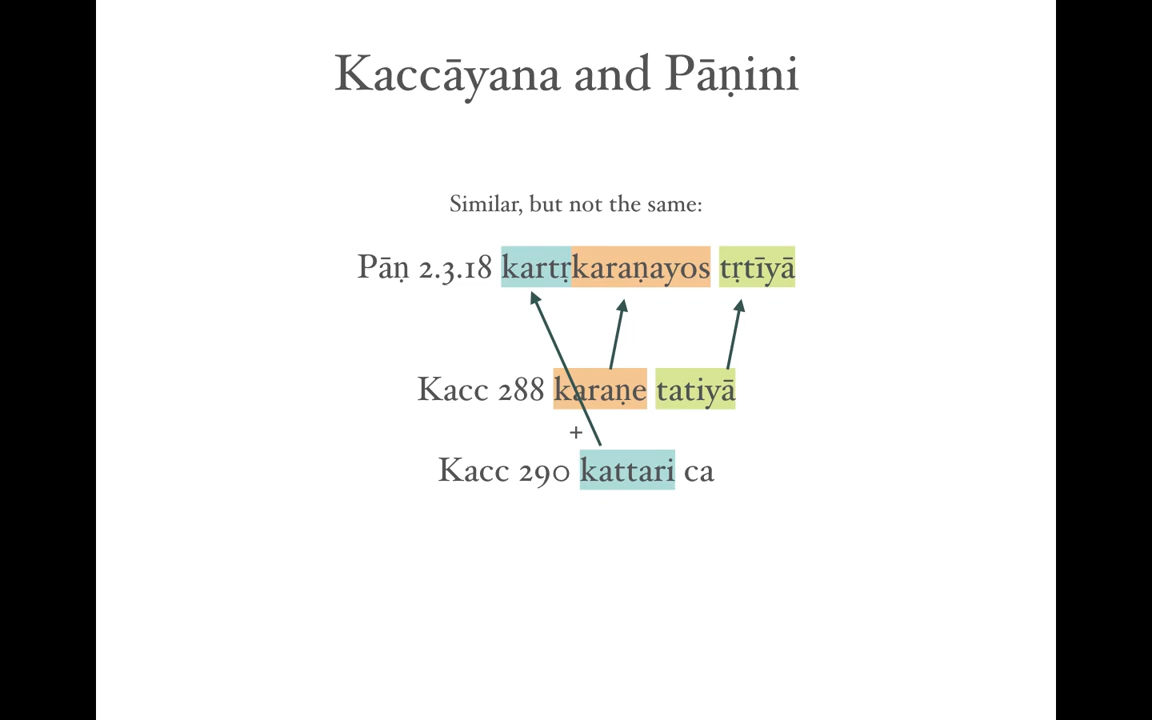 Kaccāyana and Pāṇini
Similar, but not the same:
Pāṇ 2.3.18 kartṛkaraṇayos tṛtīyā
Kacc 288 karaṇe tatiyā
+
Kacc 290 kattari ca